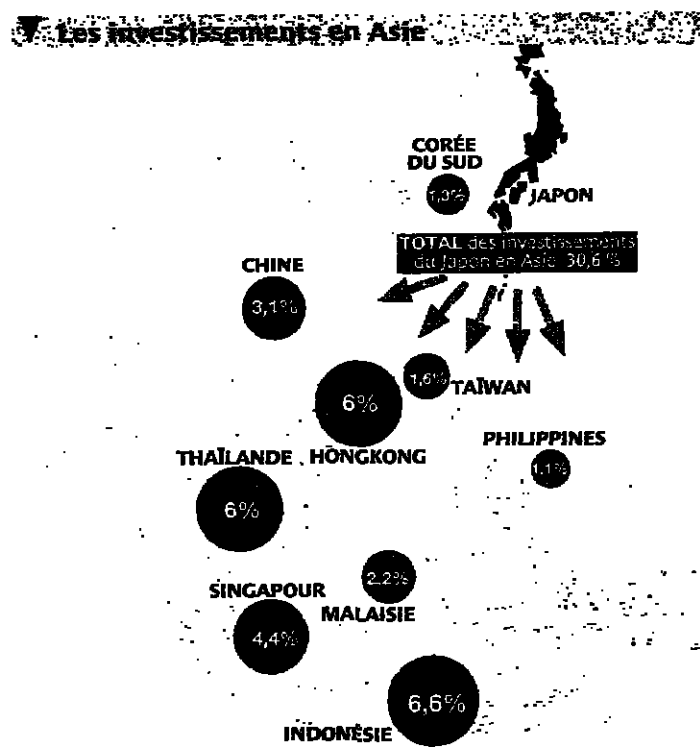 Les investissements en Asie
CORÉE
DU SUD
JAPON
TOTAL des investissements
du Japon en Asie 30,6 %
CHINE
3,1%
1,6%
TAÏWAN
6%
HONGKONG
PHILIPPINES
1,1%
THAÏLANDE
6%
2,2%
MALAISIE
SINGAPOUR
4,4%
6,6%
INDONÉSIE